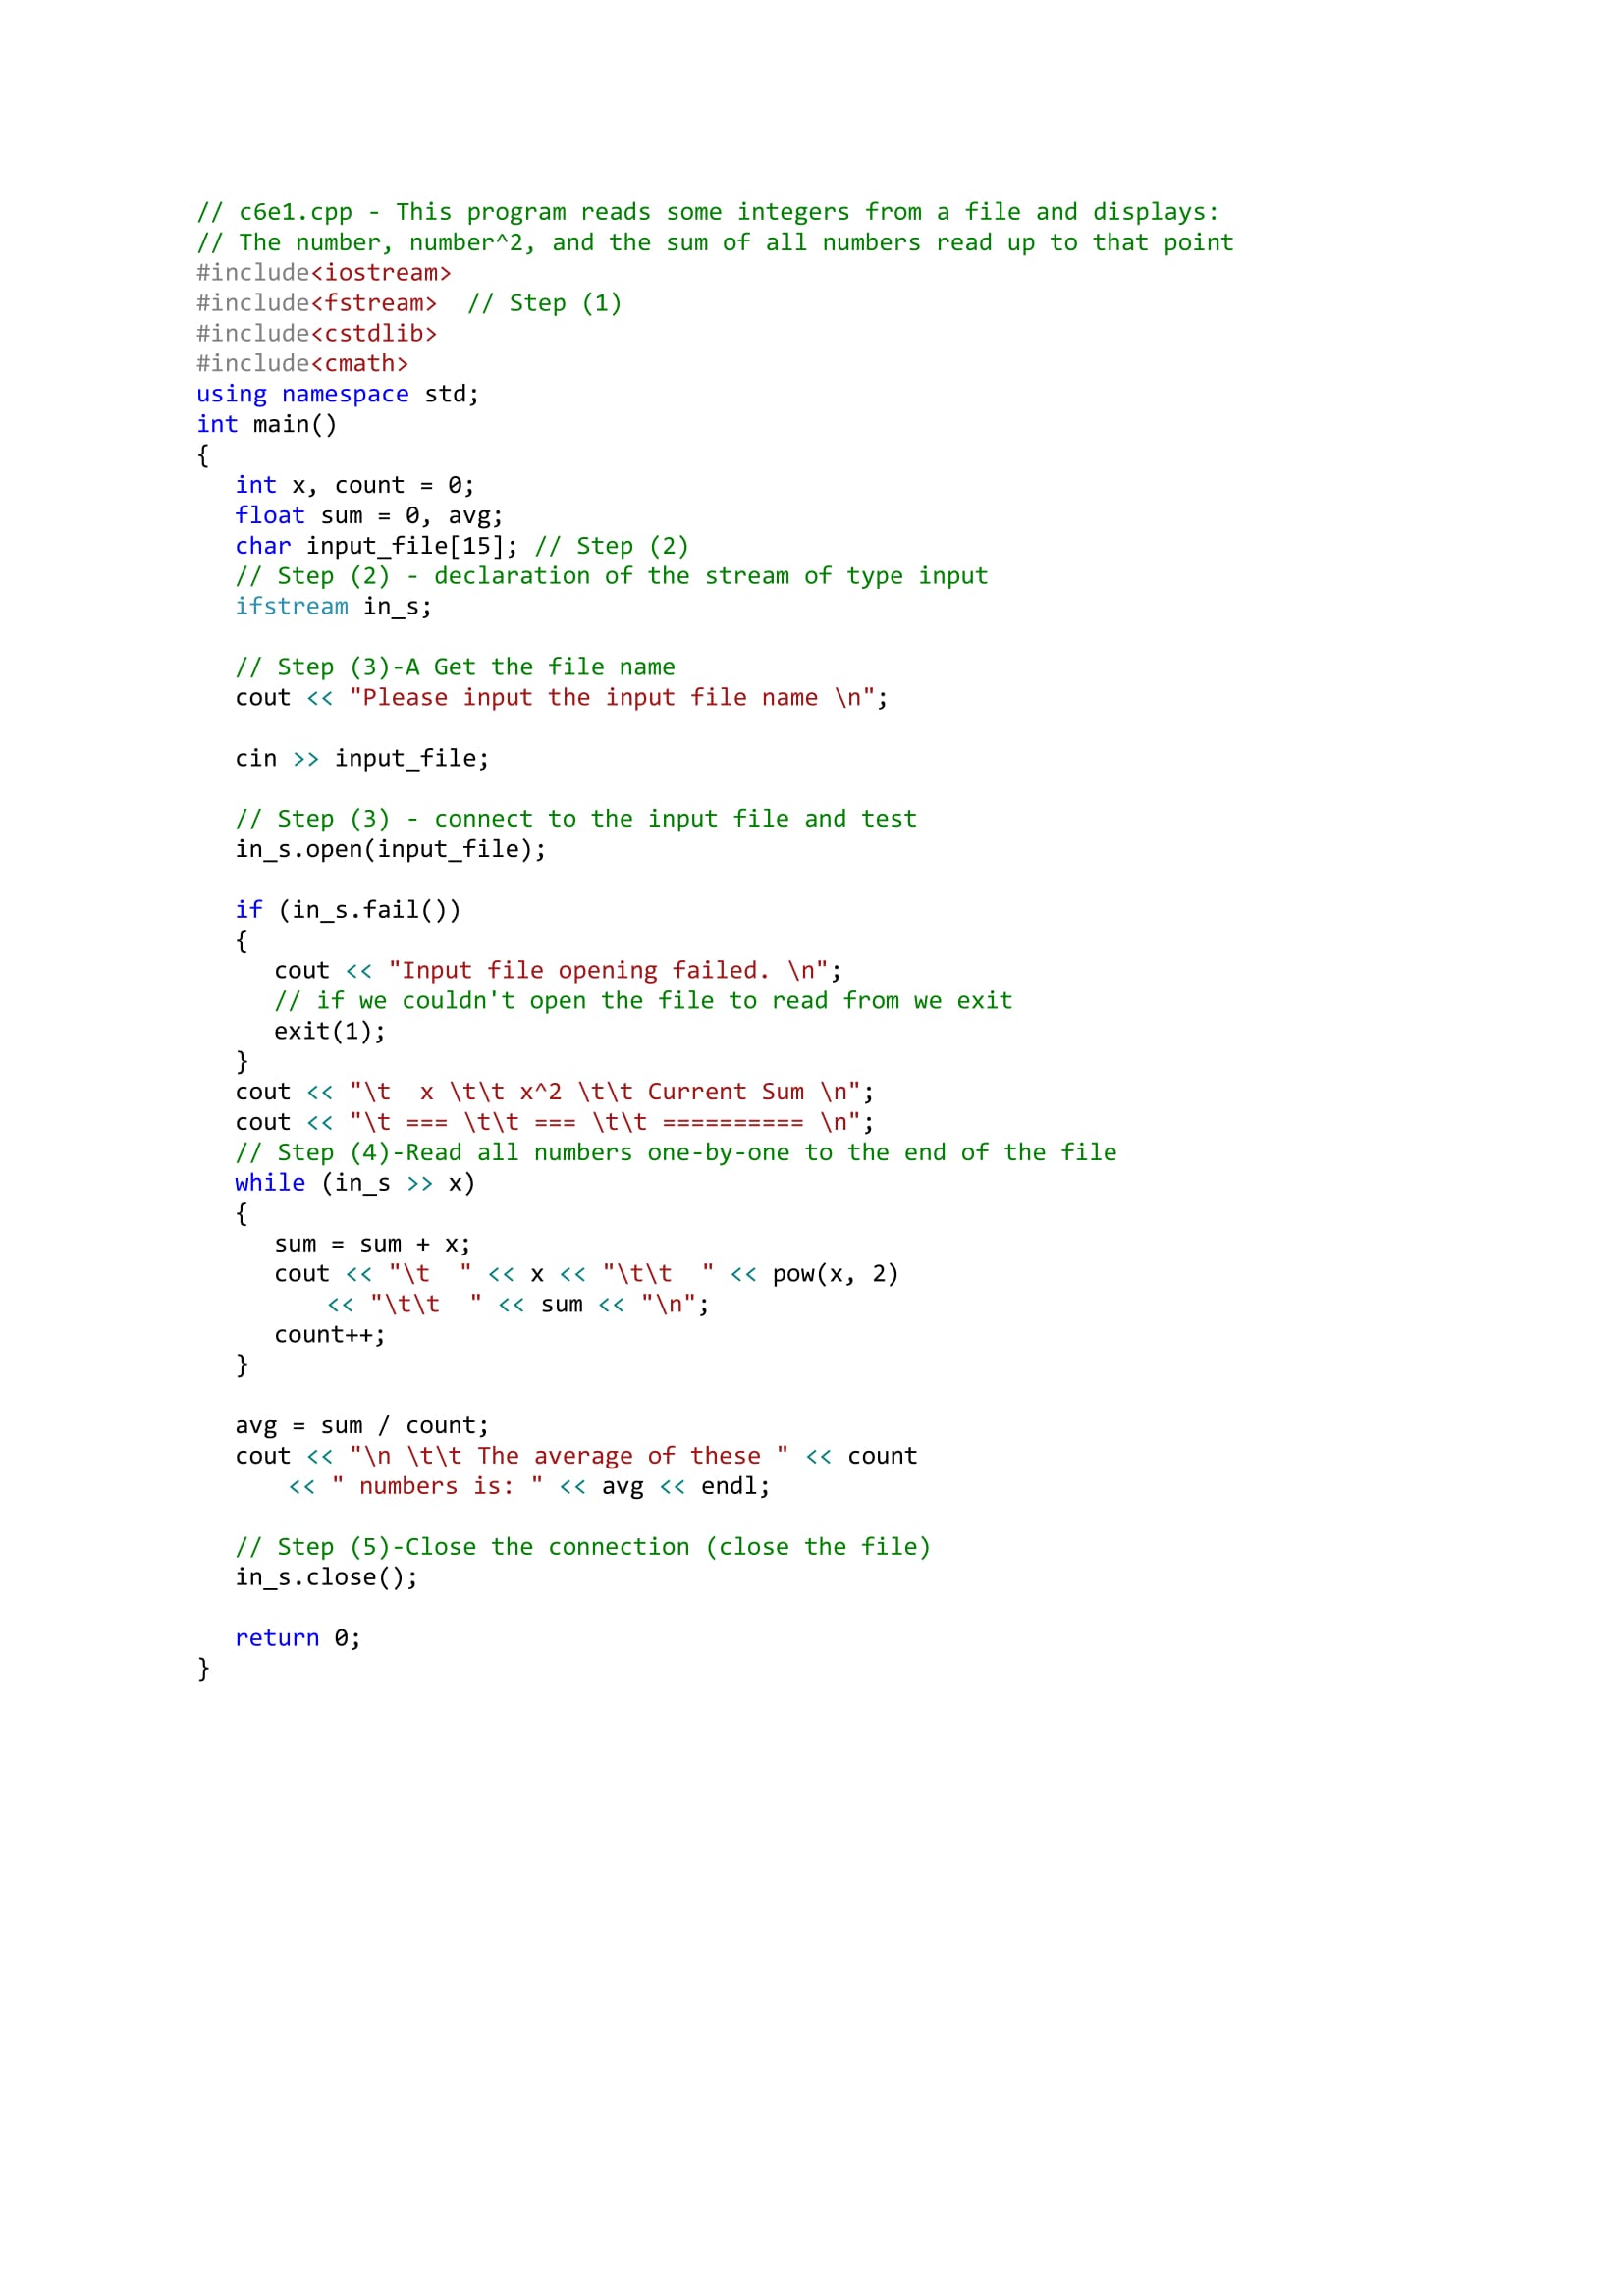 // c6e1.cpp - This program reads some integers from a file and displays:
// The number, number^2, and the sum of all numbers read up to that point
#include<iostream>
#include<fstream>  // Step (1)
#include<cstdlib>
#include<cmath>
using namespace std;
int main()
{
   int x, count = 0;
   float sum = 0, avg;
   char input_file[15]; // Step (2)
   // Step (2) - declaration of the stream of type input
   ifstream in_s;

   // Step (3)-A Get the file name
   cout << "Please input the input file name \n";

   cin >> input_file;

   // Step (3) - connect to the input file and test
   in_s.open(input_file);

   if (in_s.fail())
   {
      cout << "Input file opening failed. \n";
      // if we couldn't open the file to read from we exit
      exit(1);
   }
   cout << "\t  x \t\t x^2 \t\t Current Sum \n";
   cout << "\t === \t\t === \t\t ========== \n";
   // Step (4)-Read all numbers one-by-one to the end of the file
   while (in_s >> x)
   {
      sum = sum + x;
      cout << "\t  " << x << "\t\t  " << pow(x, 2)
          << "\t\t  " << sum << "\n";
      count++;
   }

   avg = sum / count;
   cout << "\n \t\t The average of these " << count
       << " numbers is: " << avg << endl;

   // Step (5)-Close the connection (close the file)
   in_s.close();

   return 0;
}